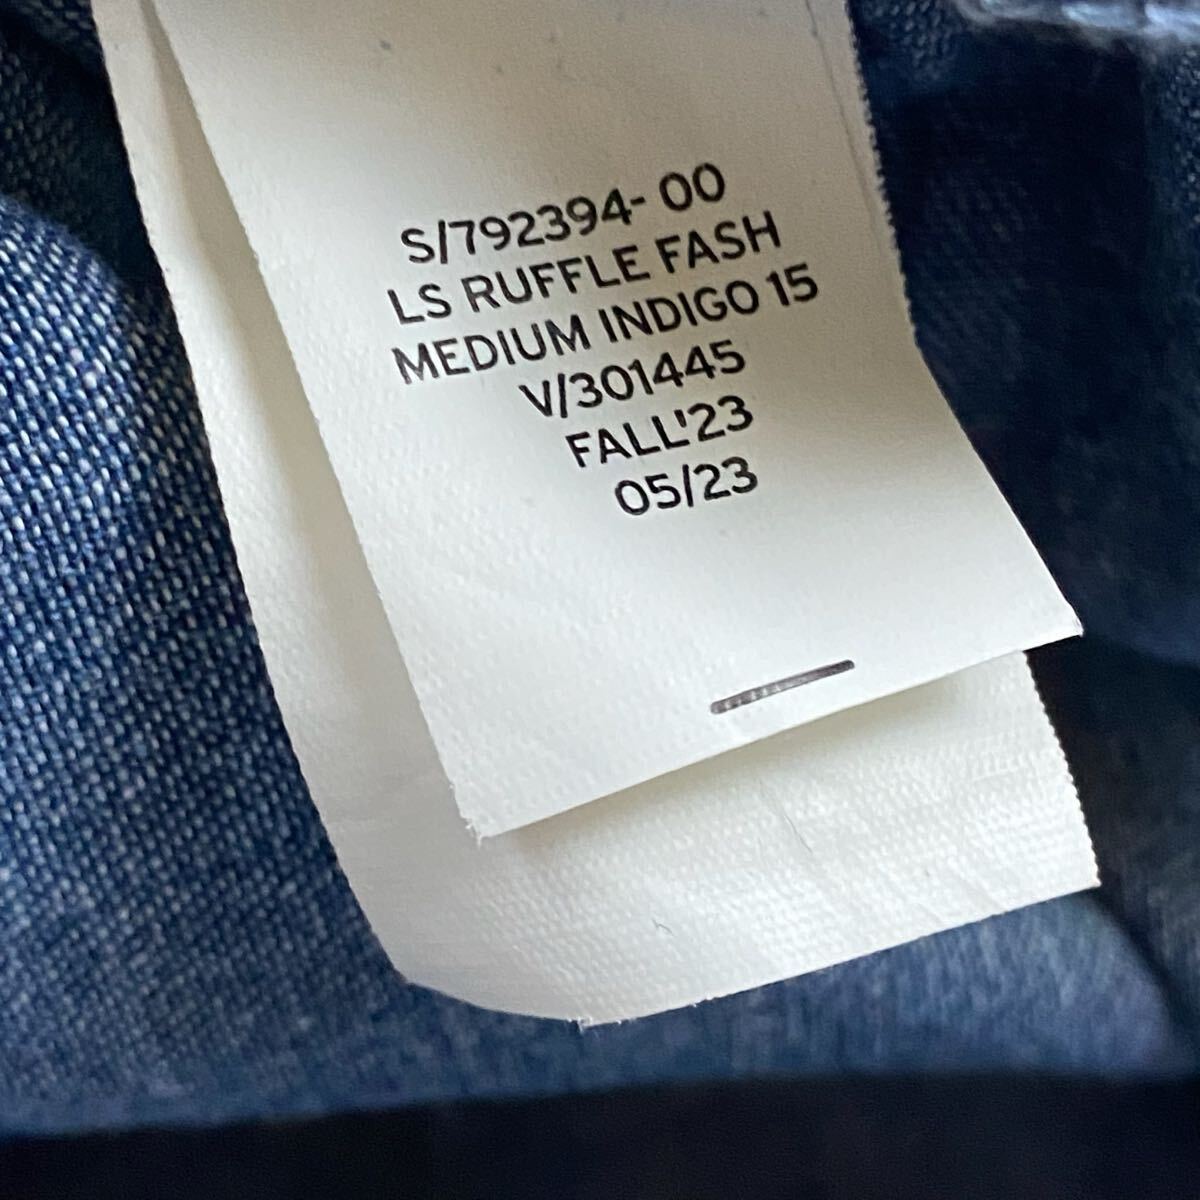 S/792394- 00
LS RUFFLE FASH
MEDIUM INDIGO 15
V/301445
FALL'23
05/23